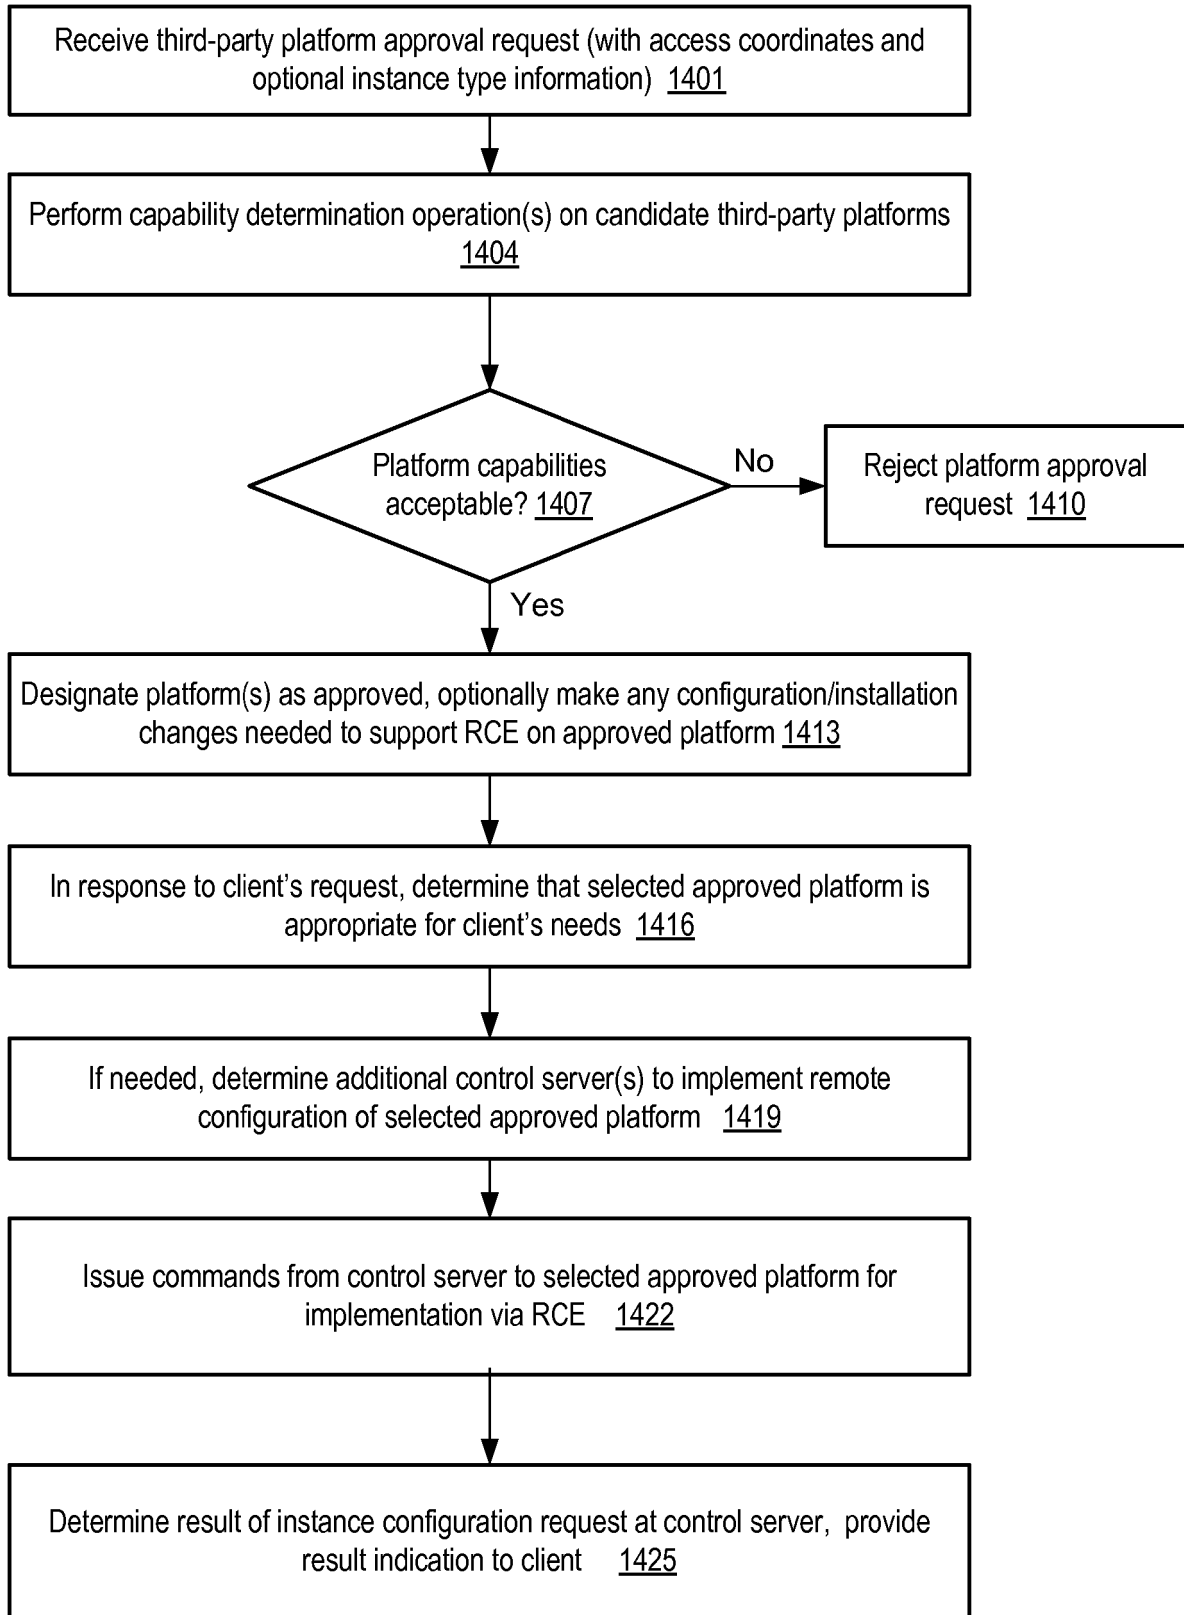 Receive third-party platform approval request (with access coordinates and
optional instance type information) 1401
Perform capability determination operation(s) on candidate third-party platforms
1404
Platform capabilities
acceptable? 1407
No
Reject platform approval
request 1410
Yes
Designate platform(s) as approved, optionally make any configuration/installation
changes needed to support RCE on approved platform 1413
In response to client’s request, determine that selected approved platform is
appropriate for client’s needs 1416
If needed, determine additional control server(s) to implement remote
configuration of selected approved platform 1419
Issue commands from control server to selected approved platform for
implementation via RCE 1422
Determine result of instance configuration request at control server, provide
result indication to client 1425